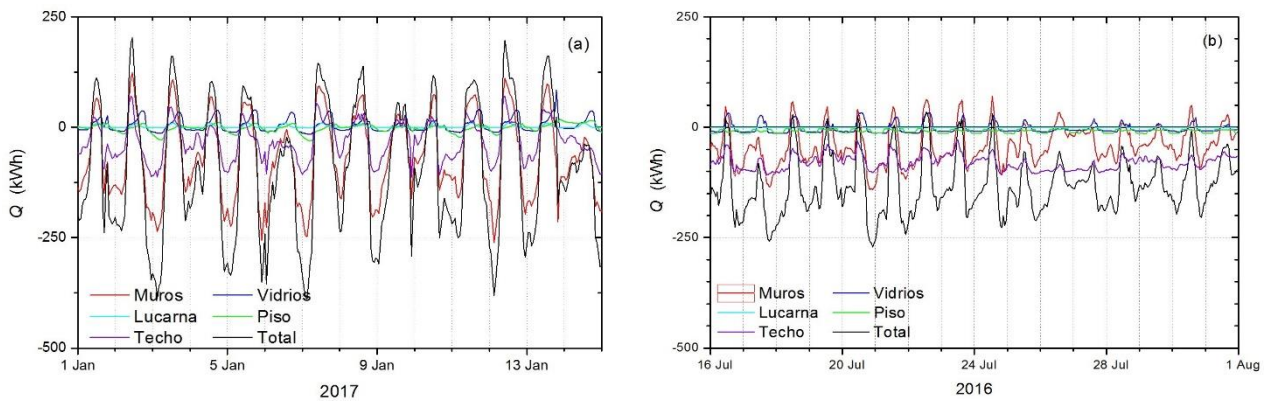 250
(a)
0
Q (kWh)
-250
Muros
Vidrios
Lucarna
Piso
Techo
Total
-500
1 Jan
5 Jan
9 Jan
13 Jan
2017
250
(b)
0
Q (kWh)
-250
Muros
Vidrios
Lucarna
Piso
Techo
Total
-500
16 Jul
20 Jul
24 Jul
28 Jul
1 Aug
2016